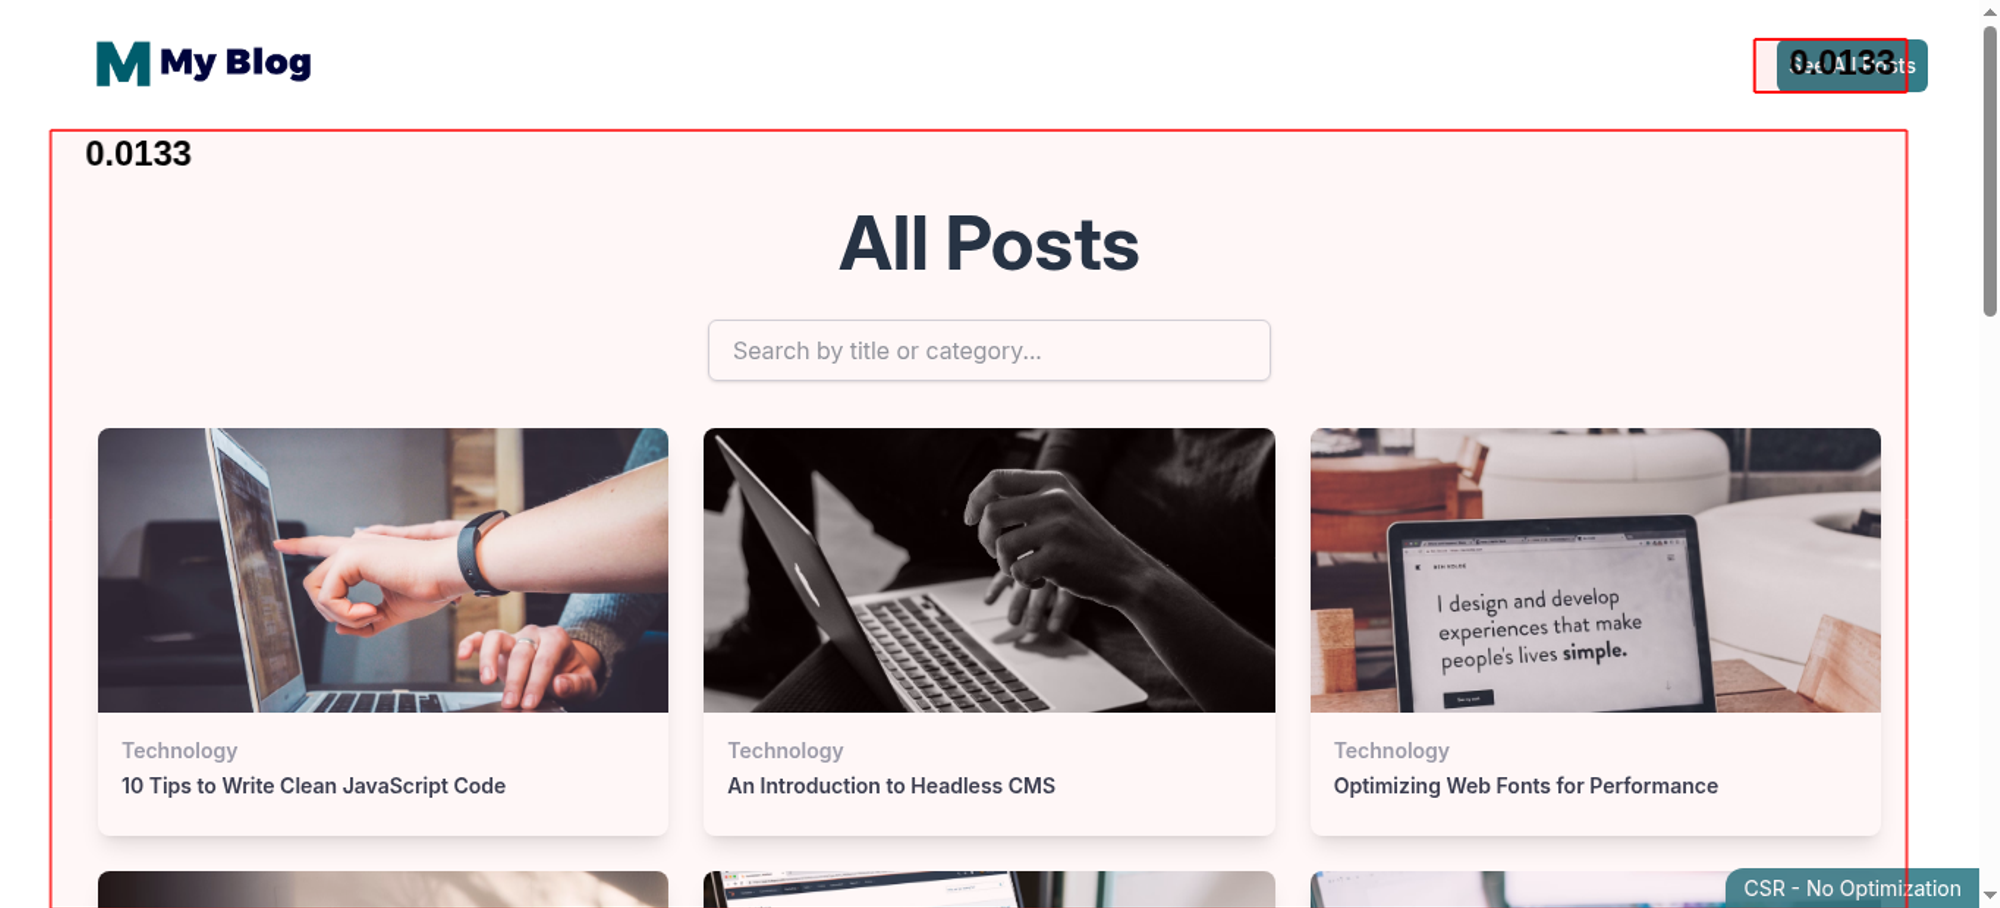 M My Blog
See All Posts
0.0133
0.0133
All Posts
Search by title or category...
I design and develop
experiences that make
people's lives simple.
Technology
10 Tips to Write Clean JavaScript Code
Technology
An Introduction to Headless CMS
Technology
Optimizing Web Fonts for Performance
CSR - No Optimization